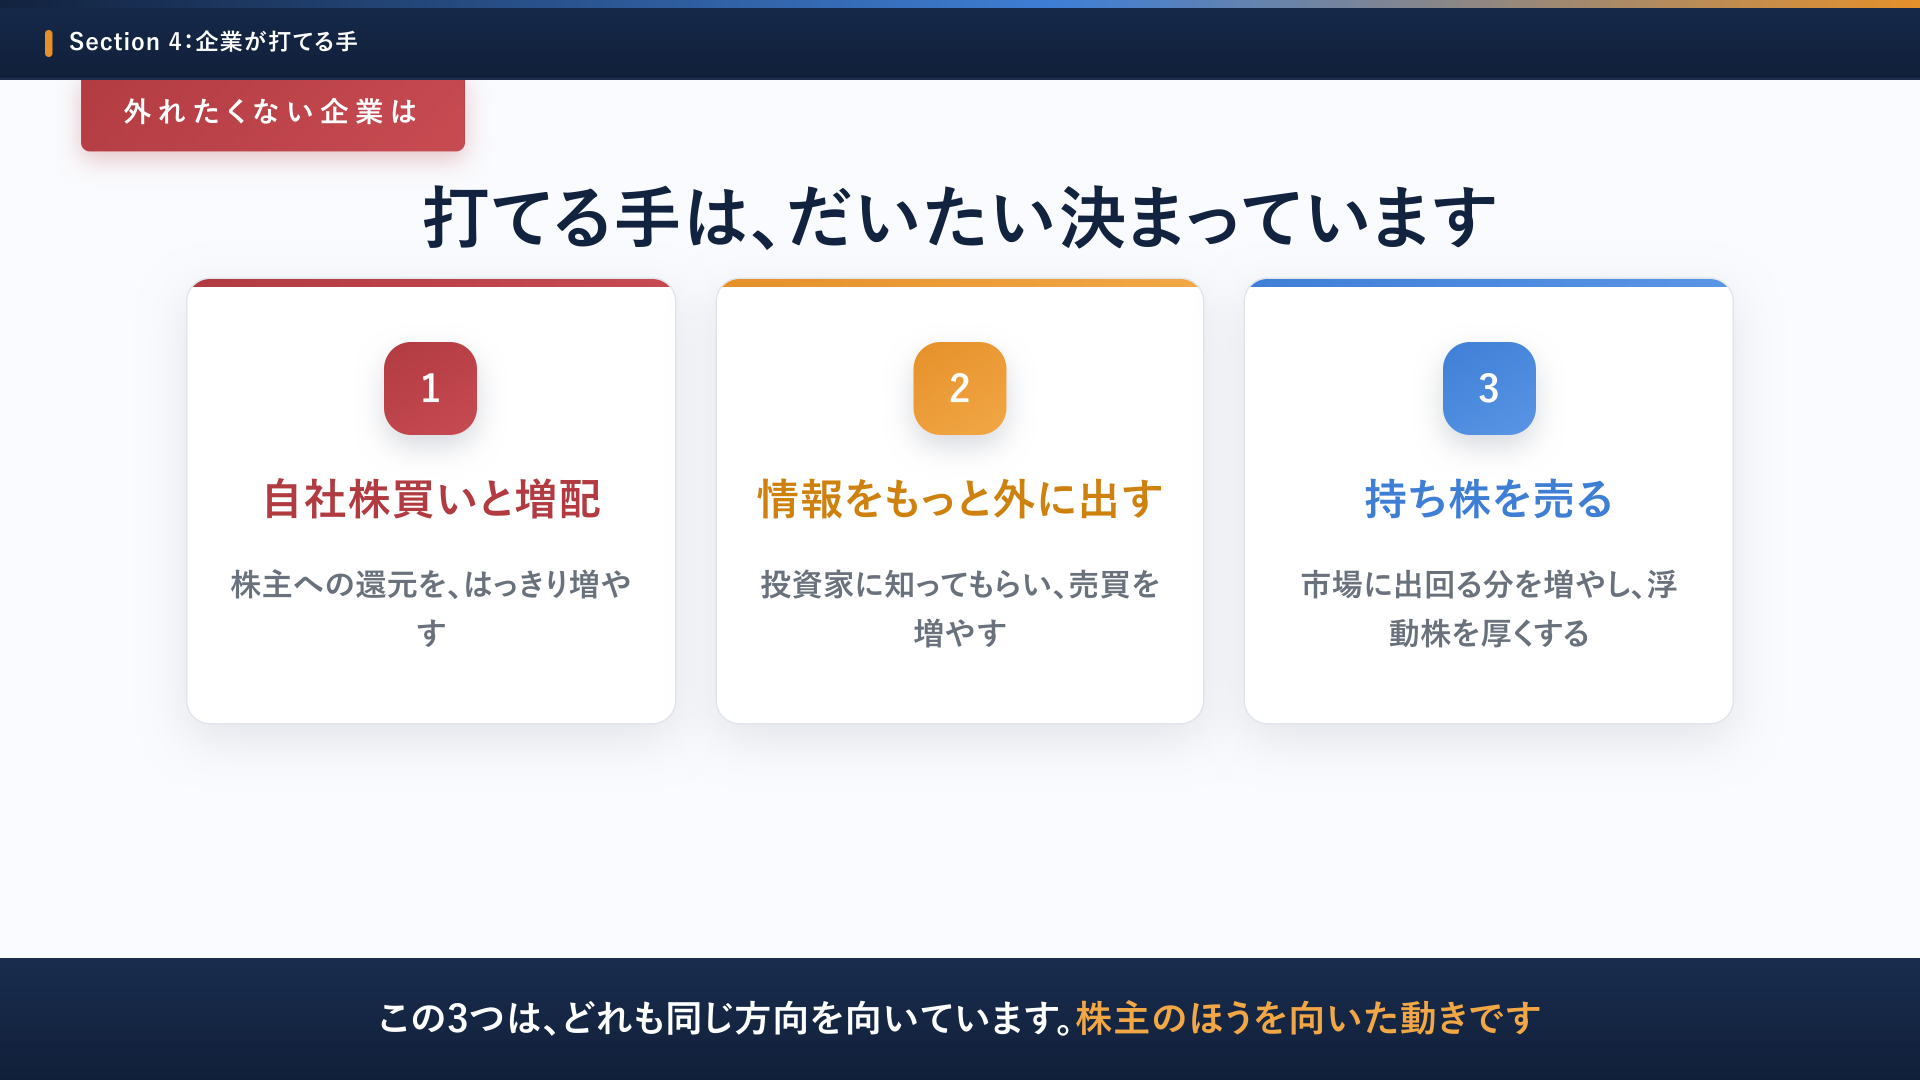 Section 4：企業が打てる手
外れたくない企業は
打てる手は、だいたい決まっています
1
自社株買いと増配
株主への還元を、はっきり増や
す
2
情報をもっと外に出す
投資家に知ってもらい、売買を
増やす
3
持ち株を売る
市場に出回る分を増やし、浮
動株を厚くする
この3つは、どれも同じ方向を向いています。株主のほうを向いた動きです